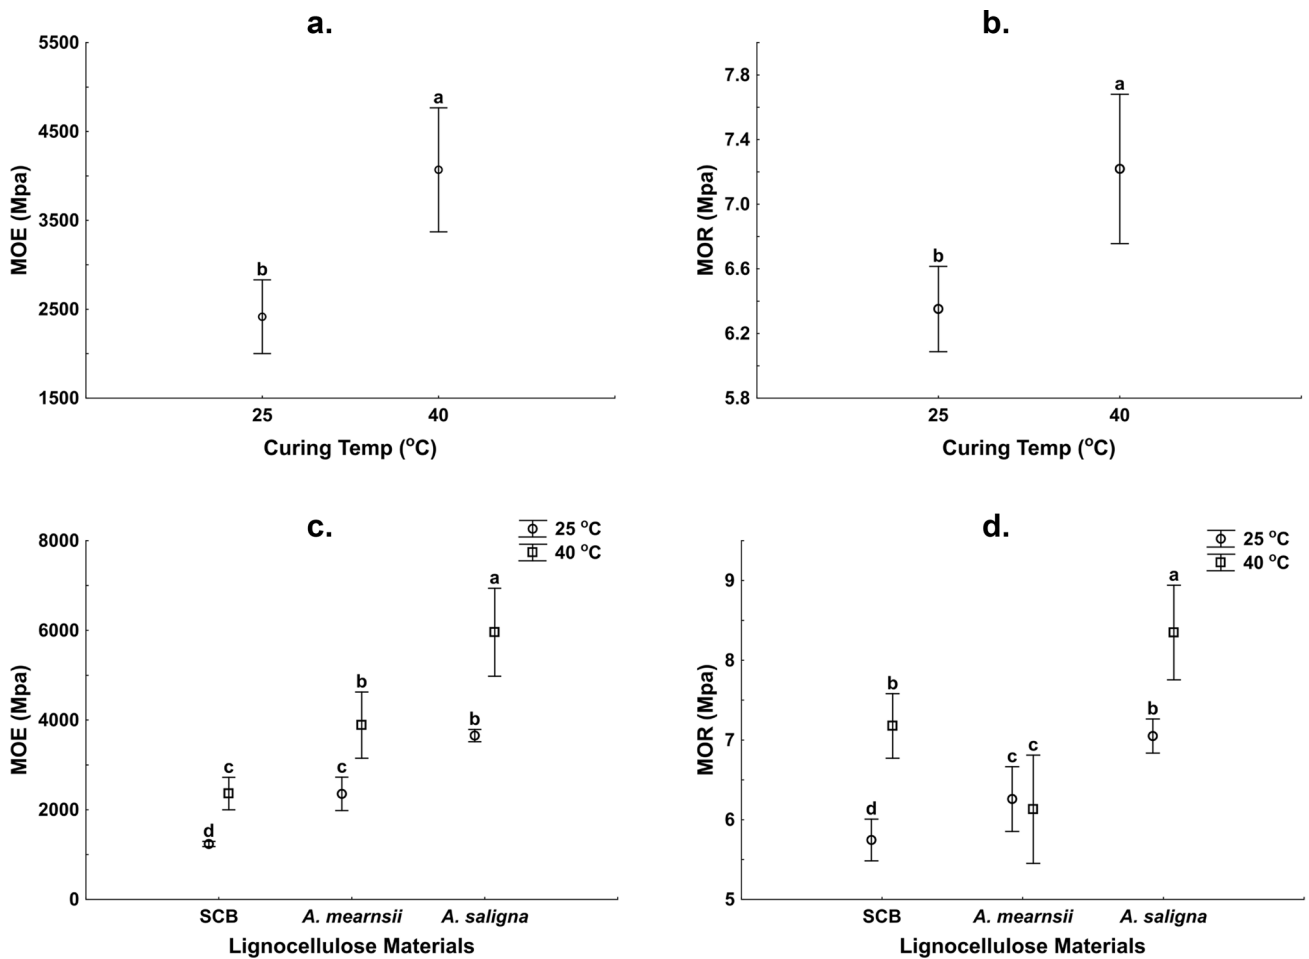 a.
5500
4500
3500
2500
1500
MOE (Mpa)
a
b
25
40
Curing Temp (°C)
b.
7.8
7.4
7.0
6.6
6.2
5.8
MOR (Mpa)
a
b
25
40
Curing Temp (°C)
c.
25 °C
40 °C
8000
6000
4000
2000
0
MOE (Mpa)
a
b
b
c
c
d
SCB
A. mearnsii
A. saligna
Lignocellulose Materials
d.
25 °C
40 °C
9
8
7
6
5
MOR (Mpa)
a
b
b
c
c
d
SCB
A. mearnsii
A. saligna
Lignocellulose Materials